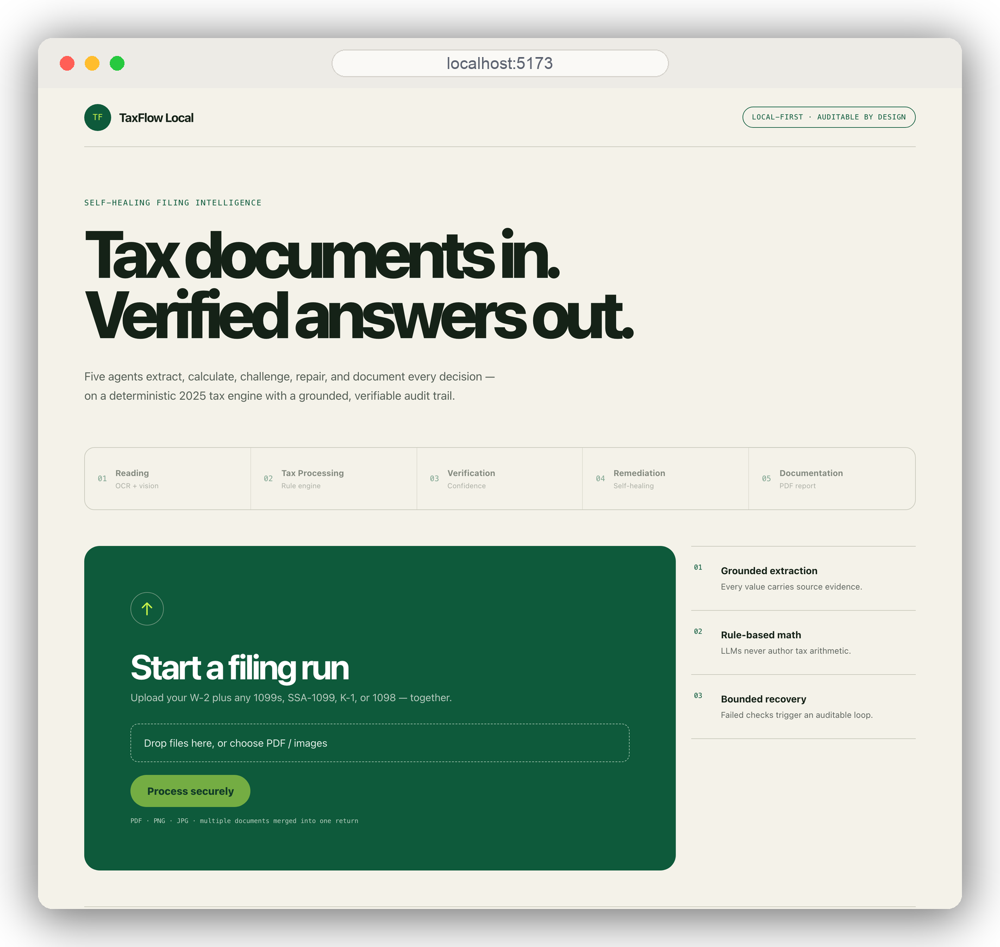 localhost:5173
TF
TaxFlow Local
LOCAL-FIRST · AUDITABLE BY DESIGN
SELF-HEALING FILING INTELLIGENCE
Tax documents in.
Verified answers out.
Five agents extract, calculate, challenge, repair, and document every decision —
on a deterministic 2025 tax engine with a grounded, verifiable audit trail.
01
Reading
OCR + vision
02
Tax Processing
Rule engine
03
Verification
Confidence
04
Remediation
Self-healing
05
Documentation
PDF report
Start a filing run
Upload your W-2 plus any 1099s, SSA-1099, K-1, or 1098 — together.
Drop files here, or choose PDF / images
Process securely
PDF · PNG · JPG · multiple documents merged into one return
01
Grounded extraction
Every value carries source evidence.
02
Rule-based math
LLMs never author tax arithmetic.
03
Bounded recovery
Failed checks trigger an auditable loop.